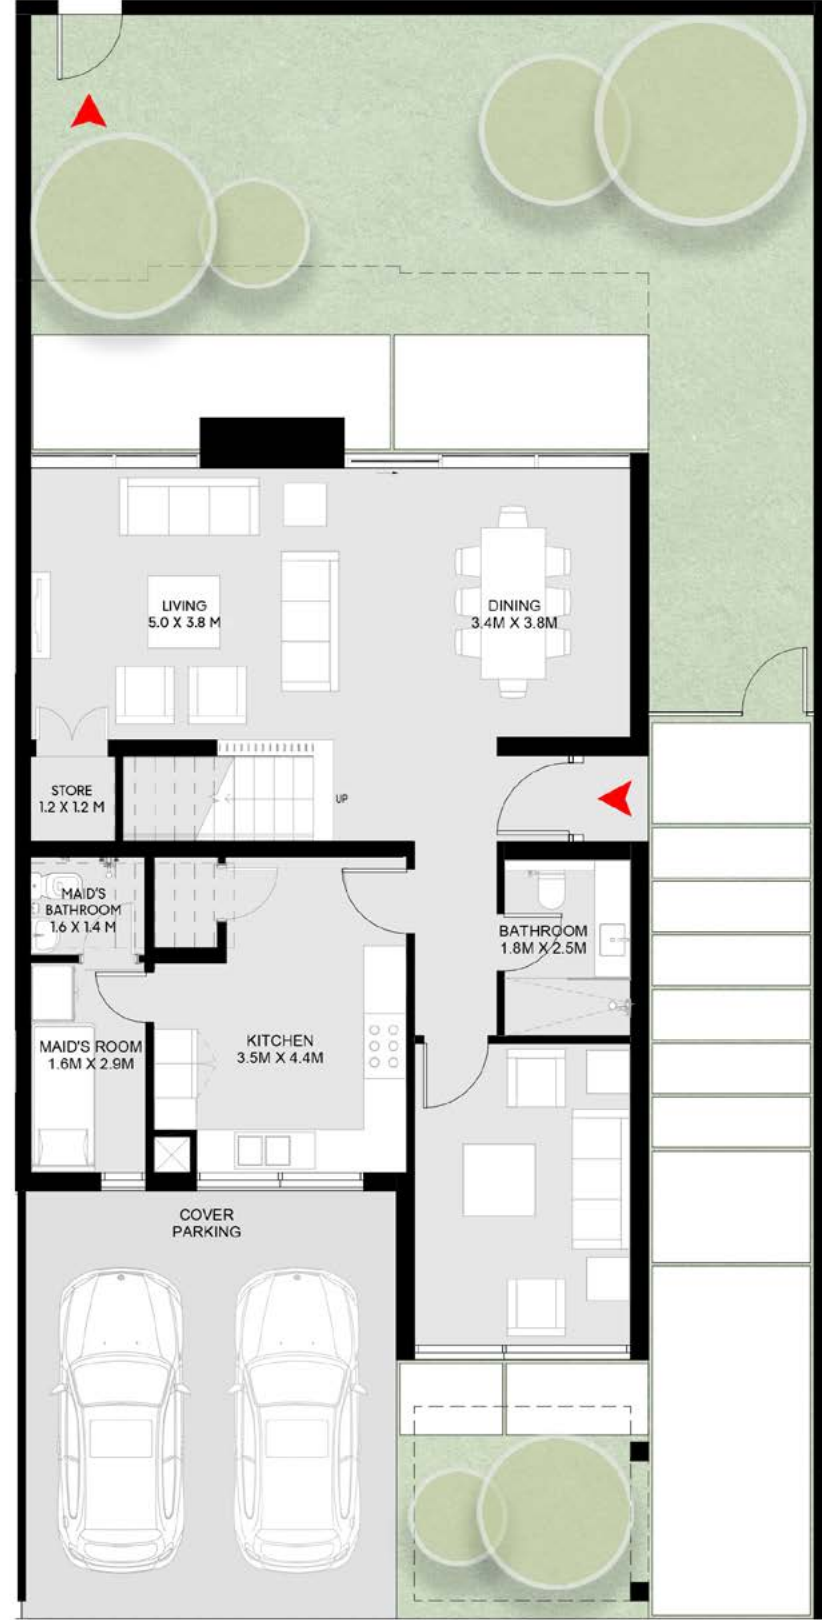 LIVING
5.0 X 3.8 M
DINING
3.4M X 3.8M
STORE
1.2 X 1.2 M
UP
MAID'S
BATHROOM
1.6 X 1.4 M
BATHROOM
1.8M X 2.5M
MAID'S ROOM
1.6M X 2.9M
KITCHEN
3.5M X 4.4M
COVER
PARKING